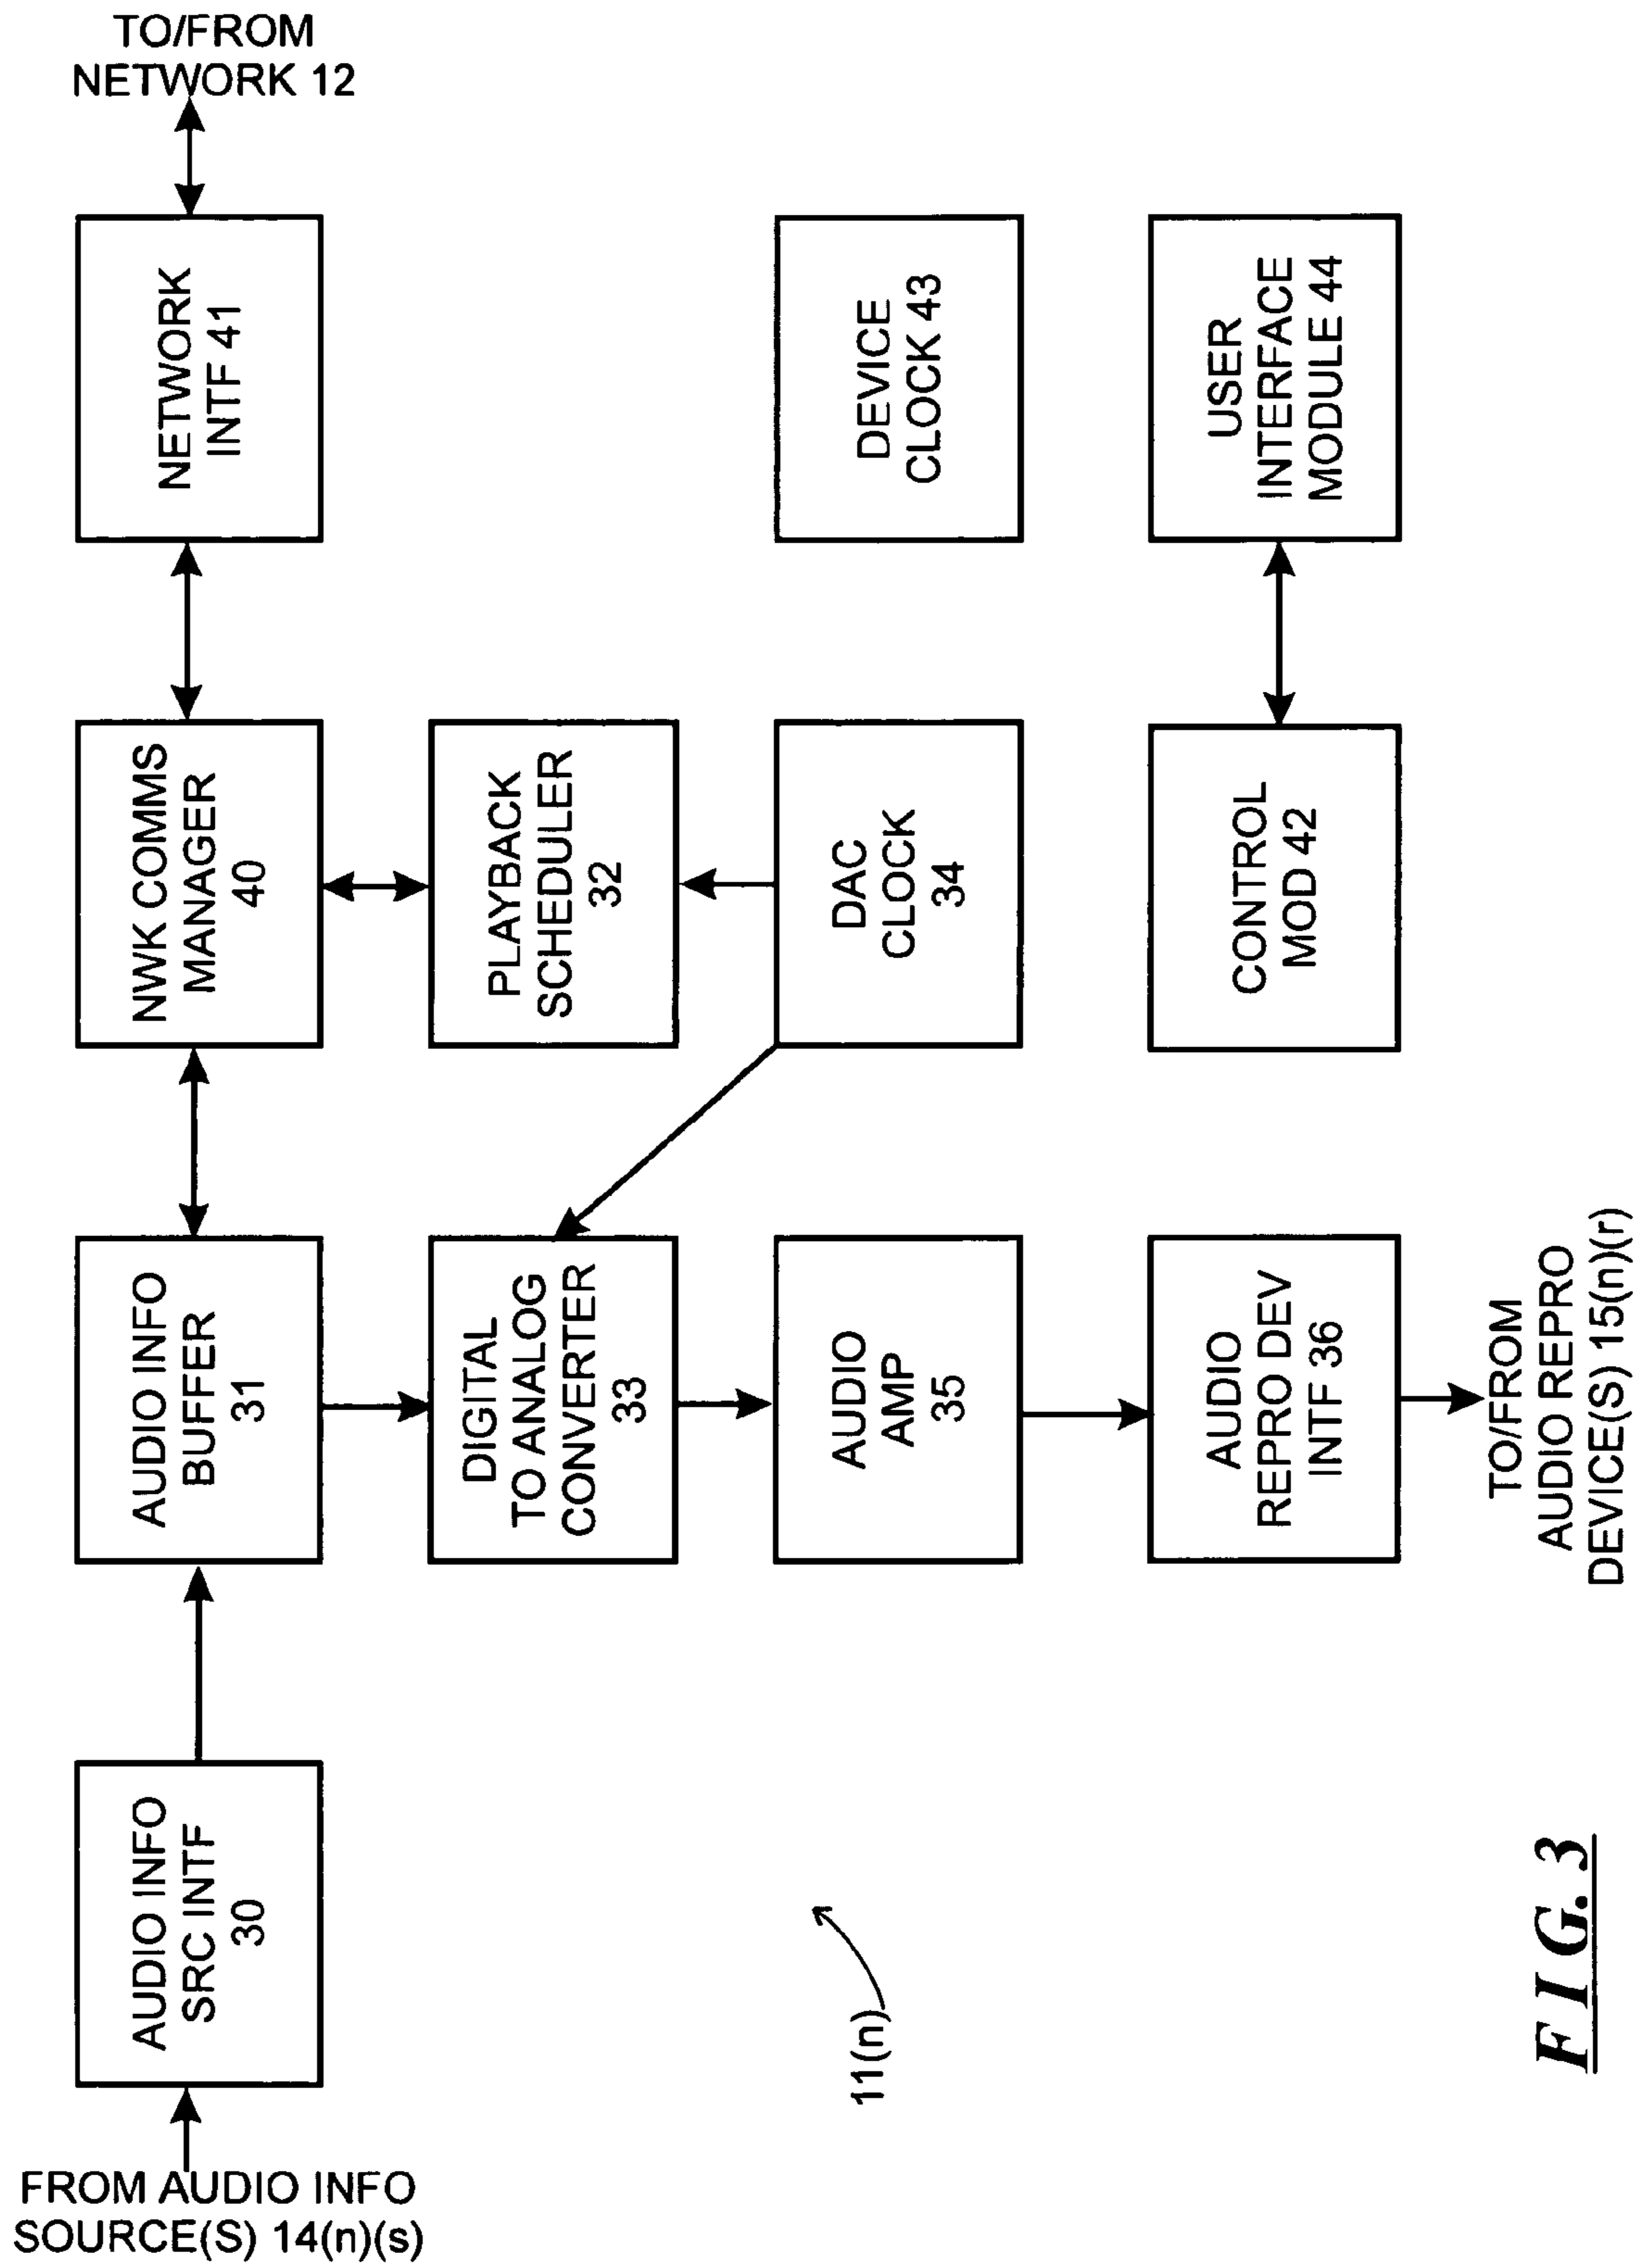 TO/FROM
NETWORK 12
NETWORK
INTF 41
DEVICE
CLOCK 43
USER
INTERFACE
MODULE 44
NWK COMMS
MANAGER
40
PLAYBACK
SCHEDULER
32
DAC
CLOCK
34
CONTROL
MOD 42
AUDIO INFO
BUFFER
31
DIGITAL
TO ANALOG
CONVERTER
33
AUDIO
AMP
35
AUDIO
REPRO DEV
INTF 36
TO/FROM
AUDIO REPRO
DEVICE(S) 15(n)(r)
AUDIO INFO
SRC INTF
30
11(n)
FIG. 3
FROM AUDIO INFO
SOURCE(S) 14(n)(s)